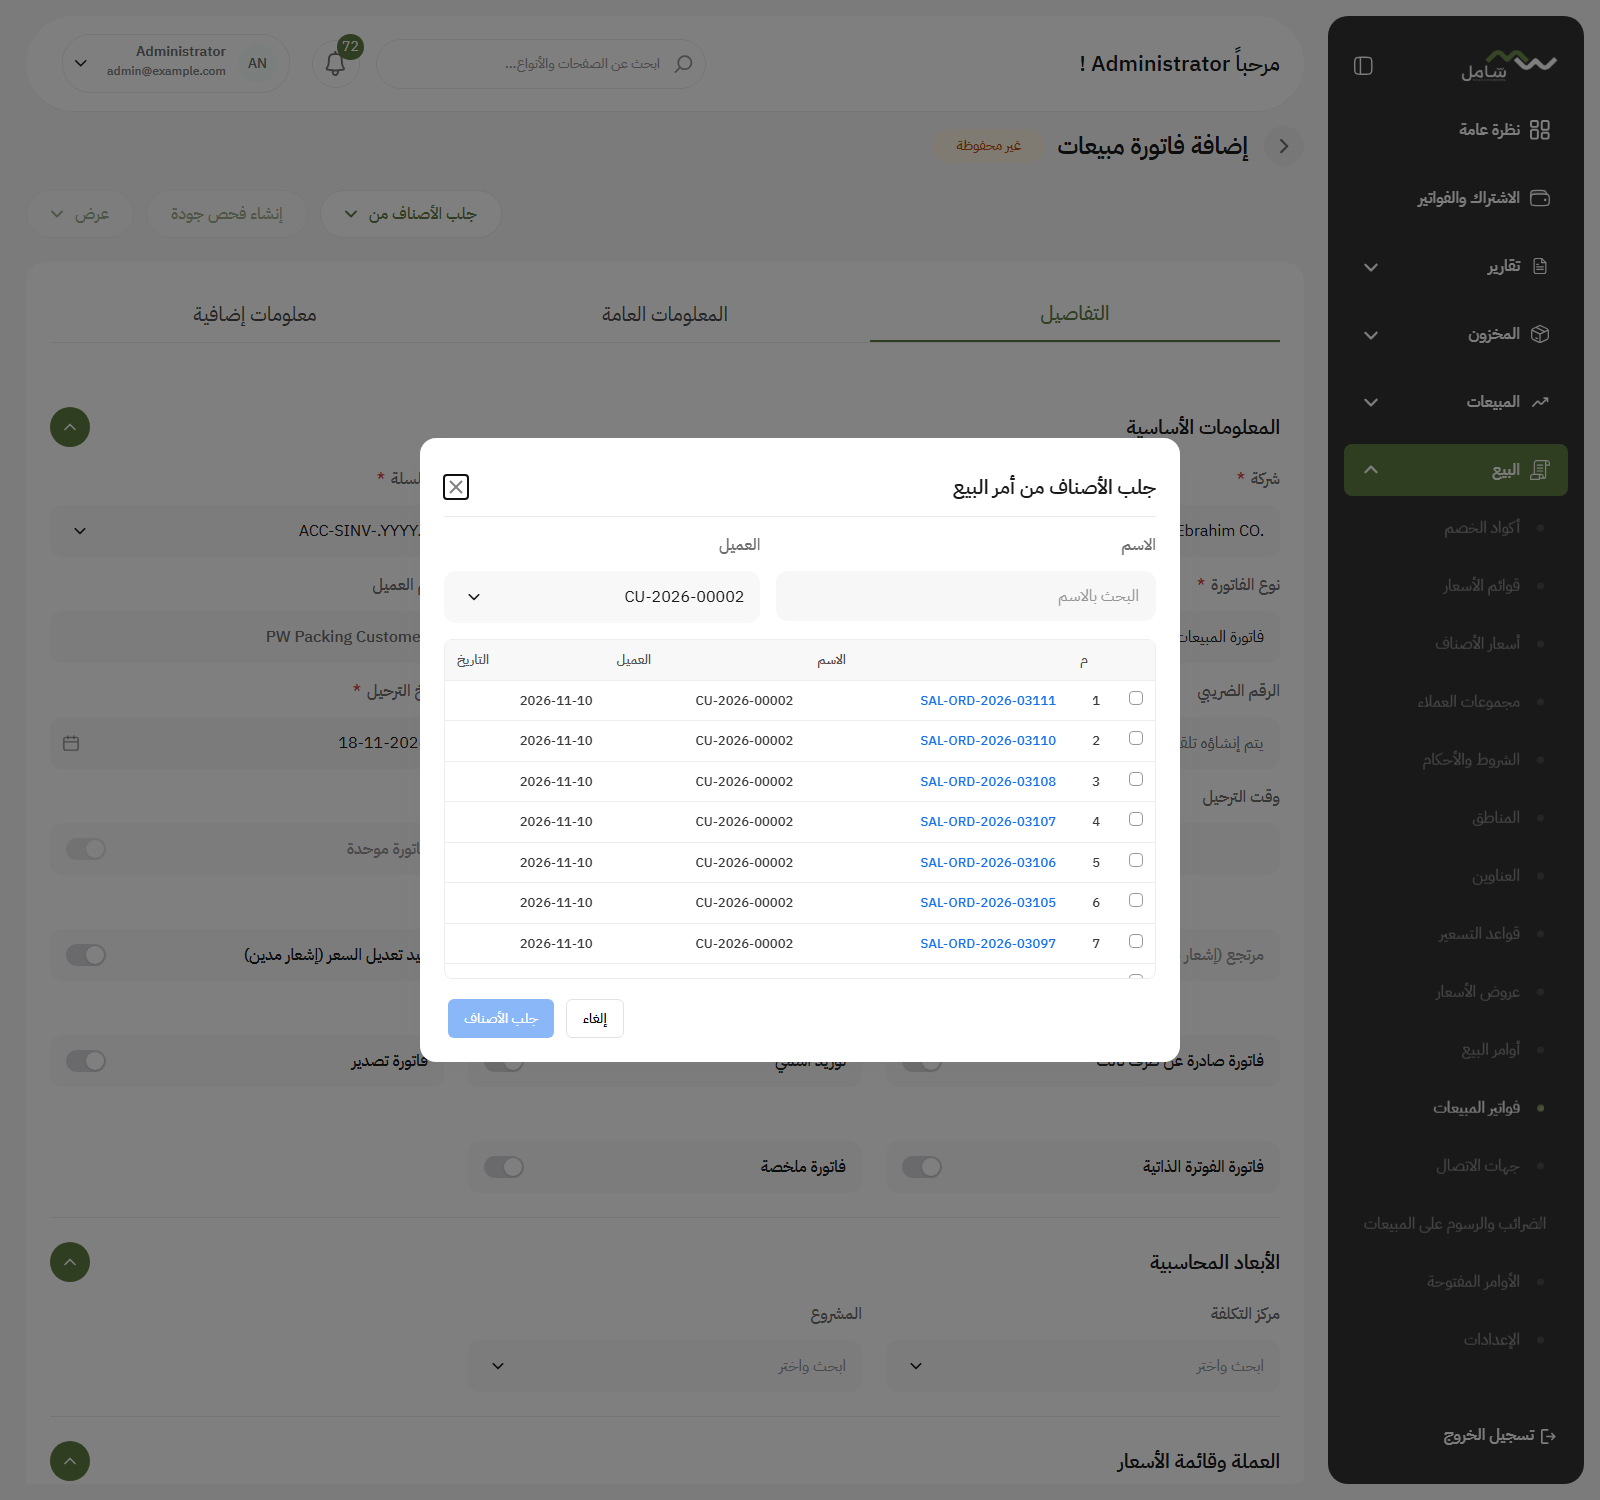 سامل
نظرة عامة
الاشتراك والفواتير
تقارير
المخزون
المبيعات
البيع
أكواد الخصم
قوائم الأسعار
أسعار الأصناف
مجموعات العملاء
الشروط والأحكام
المناطق
العناوين
قواعد التسعير
عروض الأسعار
أوامر البيع
فواتير المبيعات
جهات الاتصال
الضرائب والرسوم على المبيعات
الأوامر المفتوحة
الإعدادات
تسجيل الخروج
مرحباً Administrator !
ابحث عن الصفحات والأنواع...
72
AN
Administrator
admin@example.com
إضافة فاتورة مبيعات
غير محفوظة
جلب الأصناف من
إنشاء فحص جودة
عرض
التفاصيل
المعلومات العامة
معلومات إضافية
المعلومات الأساسية
شركة *
Ebrahim CO.
ACC-SINV-.YYYY.
نوع الفاتورة *
العميل
فاتورة المبيعات
PW Packing Custome
الرقم الضريبي
الترحيل *
18-11-202
وقت الترحيل
موحدة
مرتجع (إشعار
تعديل السعر (إشعار مدين)
فاتورة صادرة عن طرف ثالث
توريد اسمي
فاتورة تصدير
فاتورة الفوترة الذاتية
فاتورة ملخصة
الأبعاد المحاسبية
مركز التكلفة
المشروع
ابحث واختر
ابحث واختر
العملة وقائمة الأسعار
جلب الأصناف من أمر البيع
الاسم
العميل
البحث بالاسم
CU-2026-00002
م
الاسم
العميل
التاريخ
1 SAL-ORD-2026-03111 CU-2026-00002 2026-11-10
2 SAL-ORD-2026-03110 CU-2026-00002 2026-11-10
3 SAL-ORD-2026-03108 CU-2026-00002 2026-11-10
4 SAL-ORD-2026-03107 CU-2026-00002 2026-11-10
5 SAL-ORD-2026-03106 CU-2026-00002 2026-11-10
6 SAL-ORD-2026-03105 CU-2026-00002 2026-11-10
7 SAL-ORD-2026-03097 CU-2026-00002 2026-11-10
إلغاء
جلب الأصناف